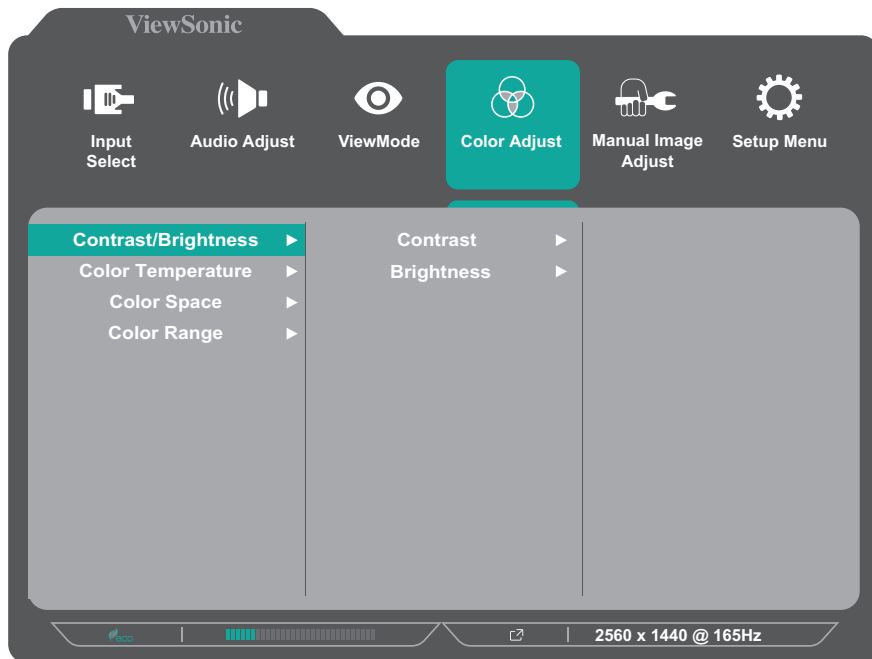 ViewSonic
Input
Select
Audio Adjust
ViewMode
Color Adjust
Manual Image
Adjust
Setup Menu
Contrast/Brightness
Color Temperature
Color Space
Color Range
Contrast
Brightness
eco
2560 x 1440 @ 165Hz